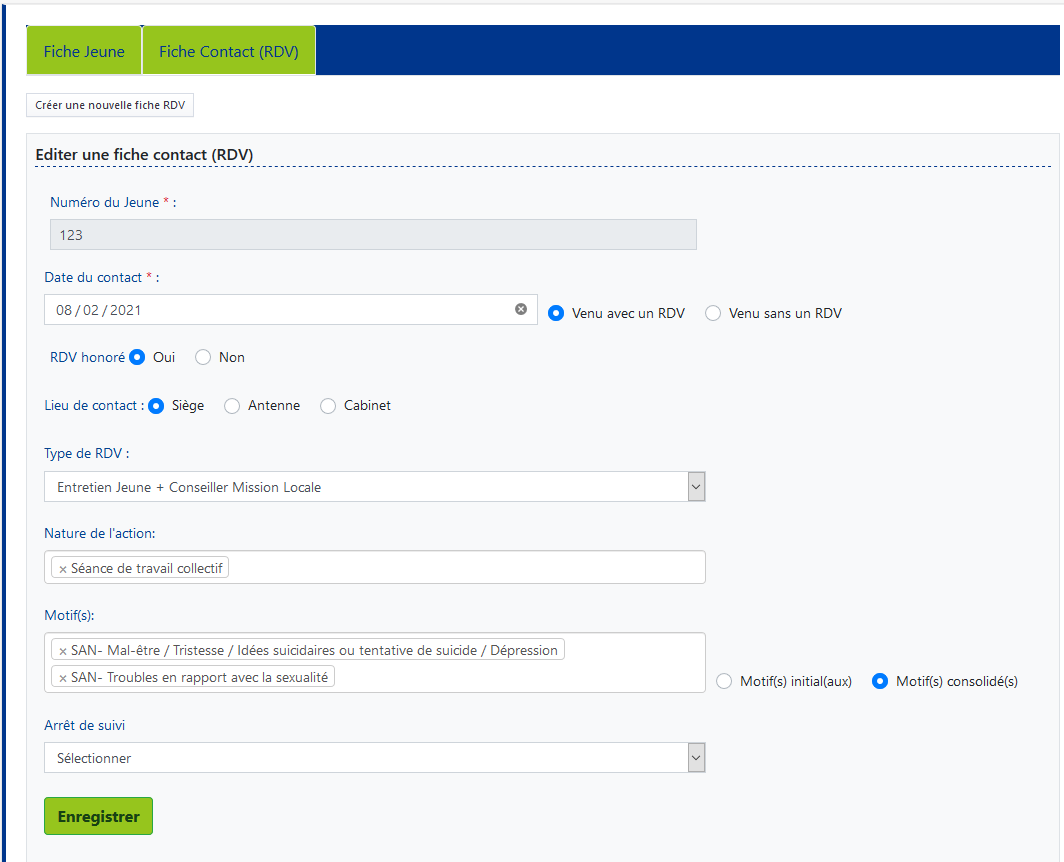 Fiche Jeune Fiche Contact (RDV)
Créer une nouvelle fiche RDV
Editer une fiche contact (RDV)
Numéro du Jeune * :
123
Date du contact * :
08 / 02 / 2021 Venu avec un RDV Venu sans un RDV
RDV honoré Oui Non
Lieu de contact : Siège Antenne Cabinet
Type de RDV :
Entretien Jeune + Conseiller Mission Locale
Nature de l'action:
× Séance de travail collectif
Motif(s):
× SAN- Mal-être / Tristesse / Idées suicidaires ou tentative de suicide / Dépression
× SAN- Troubles en rapport avec la sexualité
Motif(s) initial(aux) Motif(s) consolidé(s)
Arrêt de suivi
Sélectionner
Enregistrer